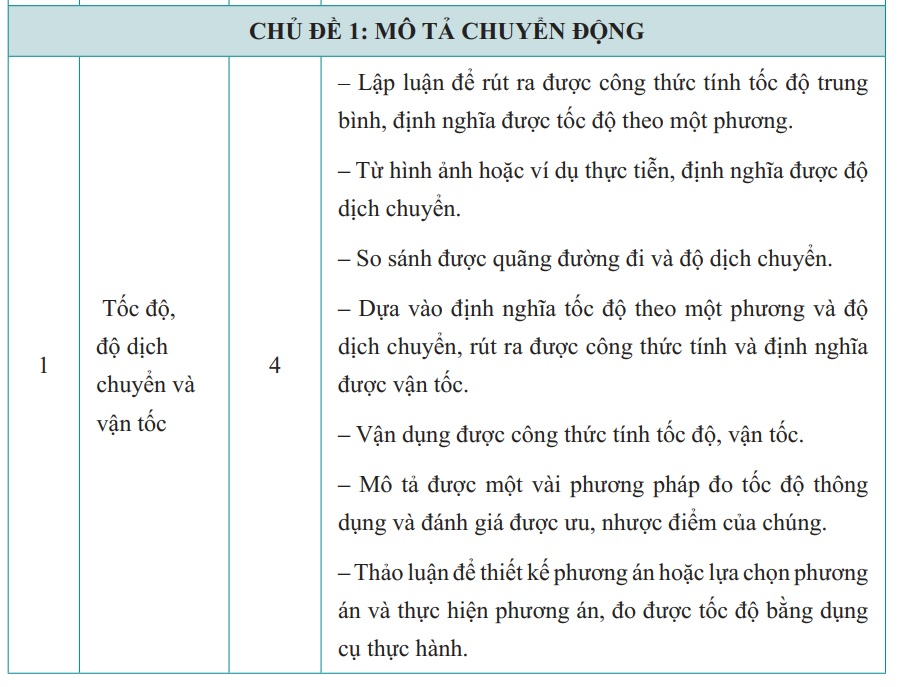 CHỦ ĐỀ 1: MÔ TẢ CHUYỂN ĐỘNG
1
Tốc độ,
độ dịch
chuyển và
vận tốc
4
– Lập luận để rút ra được công thức tính tốc độ trung
bình, định nghĩa được tốc độ theo một phương.
– Từ hình ảnh hoặc ví dụ thực tiễn, định nghĩa được độ
dịch chuyển.
– So sánh được quãng đường đi và độ dịch chuyển.
– Dựa vào định nghĩa tốc độ theo một phương và độ
dịch chuyển, rút ra được công thức tính và định nghĩa
được vận tốc.
– Vận dụng được công thức tính tốc độ, vận tốc.
– Mô tả được một vài phương pháp đo tốc độ thông
dụng và đánh giá được ưu, nhược điểm của chúng.
– Thảo luận để thiết kế phương án hoặc lựa chọn phương
án và thực hiện phương án, đo được tốc độ bằng dụng
cụ thực hành.